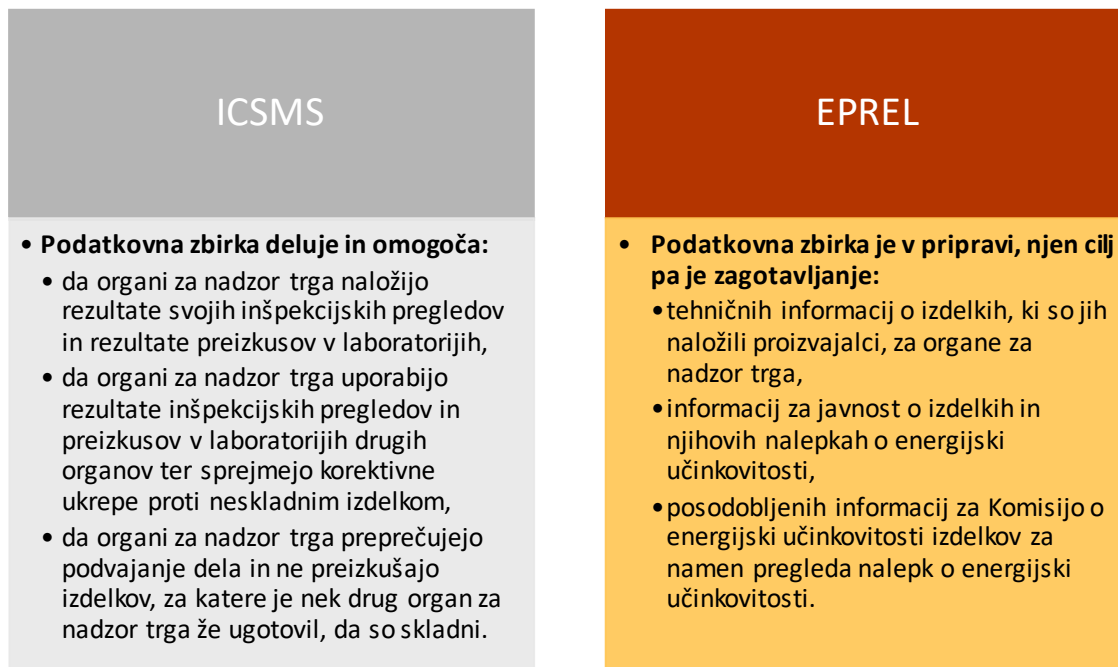 ICSMS
• Podatkovna zbirka deluje in omogoča:
• da organi za nadzor trga naložijo
rezultate svojih inšpekcijskih pregledov
in rezultate preizkusov v laboratorijih,
• da organi za nadzor trga uporabijo
rezultate inšpekcijskih pregledov in
preizkusov v laboratorijih drugih
organov ter sprejmejo korektivne
ukrepe proti neskladnim izdelkom,
• da organi za nadzor trga preprečujejo
podvajanje dela in ne preizkušajo
izdelkov, za katere je nek drug organ za
nadzor trga že ugotovil, da so skladni.
EPREL
• Podatkovna zbirka je v pripravi, njen cilj
pa je zagotavljanje:
• tehničnih informacij o izdelkih, ki so jih
naložili proizvajalci, za organe za
nadzor trga,
• informacij za javnost o izdelkih in
njihovih nalepkah o energijski
učinkovitosti,
• posodobljenih informacij za Komisijo o
energijski učinkovitosti izdelkov za
namen pregleda nalepk o energijski
učinkovitosti.